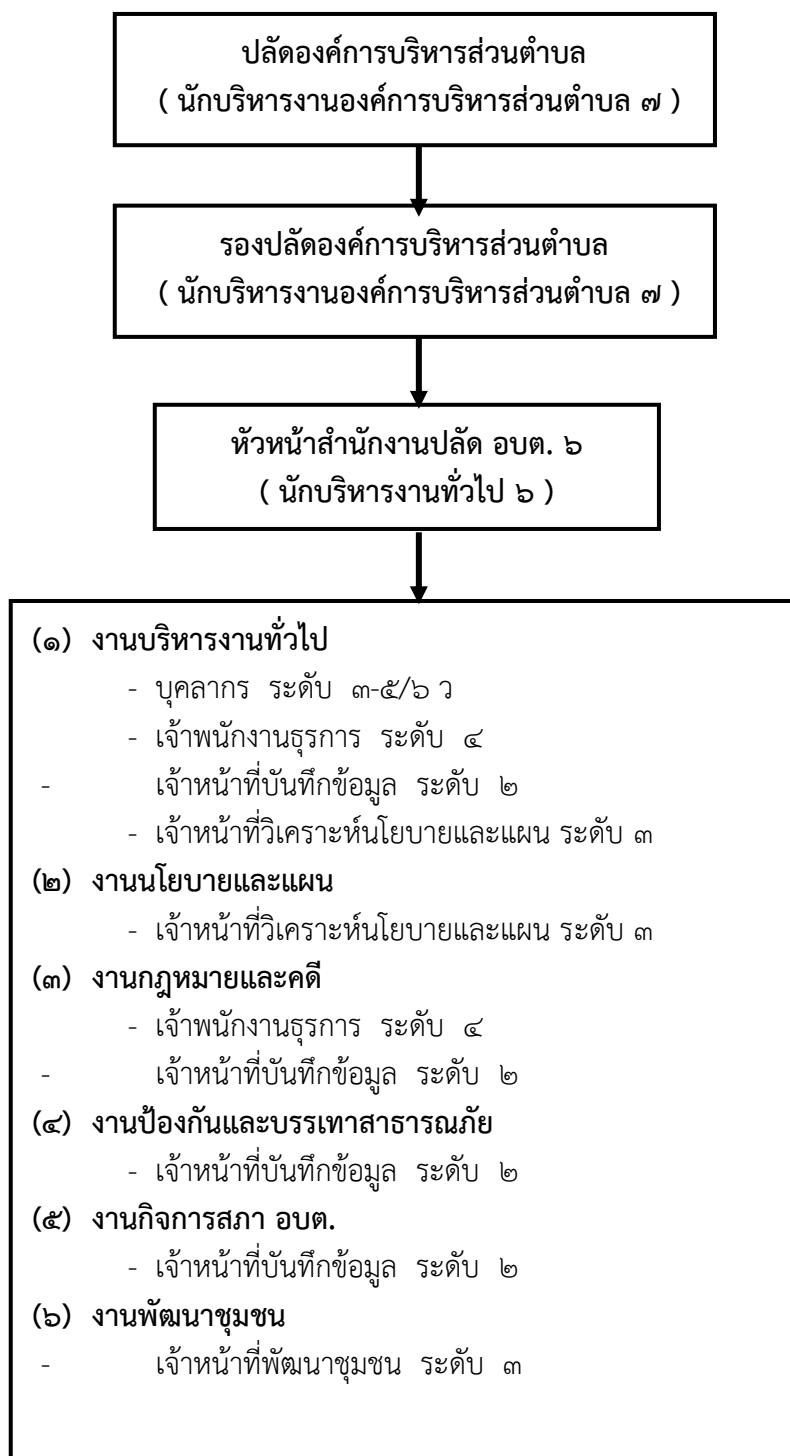 ปลัดองค์การบริหารส่วนตำบล
( นักบริหารงานองค์การบริหารส่วนตำบล ๗ )
รองปลัดองค์การบริหารส่วนตำบล
( นักบริหารงานองค์การบริหารส่วนตำบล ๗ )
หัวหน้าสำนักงานปลัด อบต. ๖
( นักบริหารงานทั่วไป ๖ )
(๑) งานบริหารงานทั่วไป
- บุคลากร ระดับ ๓-๕/๖ ว
- เจ้าพนักงานธุรการ ระดับ ๔
- เจ้าหน้าที่บันทึกข้อมูล ระดับ ๒
- เจ้าหน้าที่วิเคราะห์นโยบายและแผน ระดับ ๓
(๒) งานนโยบายและแผน
- เจ้าหน้าที่วิเคราะห์นโยบายและแผน ระดับ ๓
(๓) งานกฎหมายและคดี
- เจ้าพนักงานธุรการ ระดับ ๔
- เจ้าหน้าที่บันทึกข้อมูล ระดับ ๒
(๔) งานป้องกันและบรรเทาสาธารณภัย
- เจ้าหน้าที่บันทึกข้อมูล ระดับ ๒
(๕) งานกิจการสภา อบต.
- เจ้าหน้าที่บันทึกข้อมูล ระดับ ๒
(๖) งานพัฒนาชุมชน
- เจ้าหน้าที่พัฒนาชุมชน ระดับ ๓